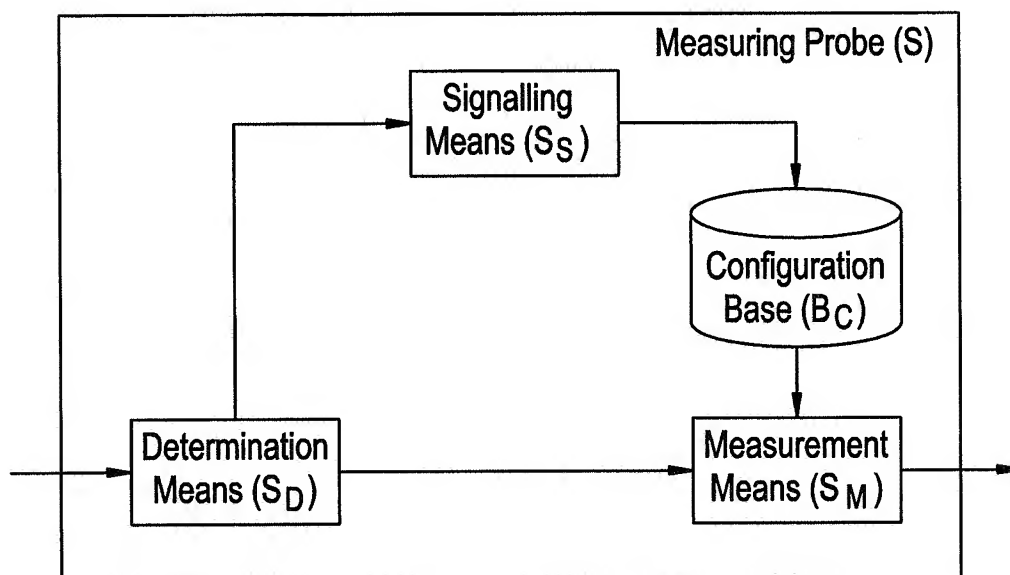 Measuring Probe (S)
Signalling
Means (SS)
Configuration
Base (BC)
Determination
Means (SD)
Measurement
Means (SM)